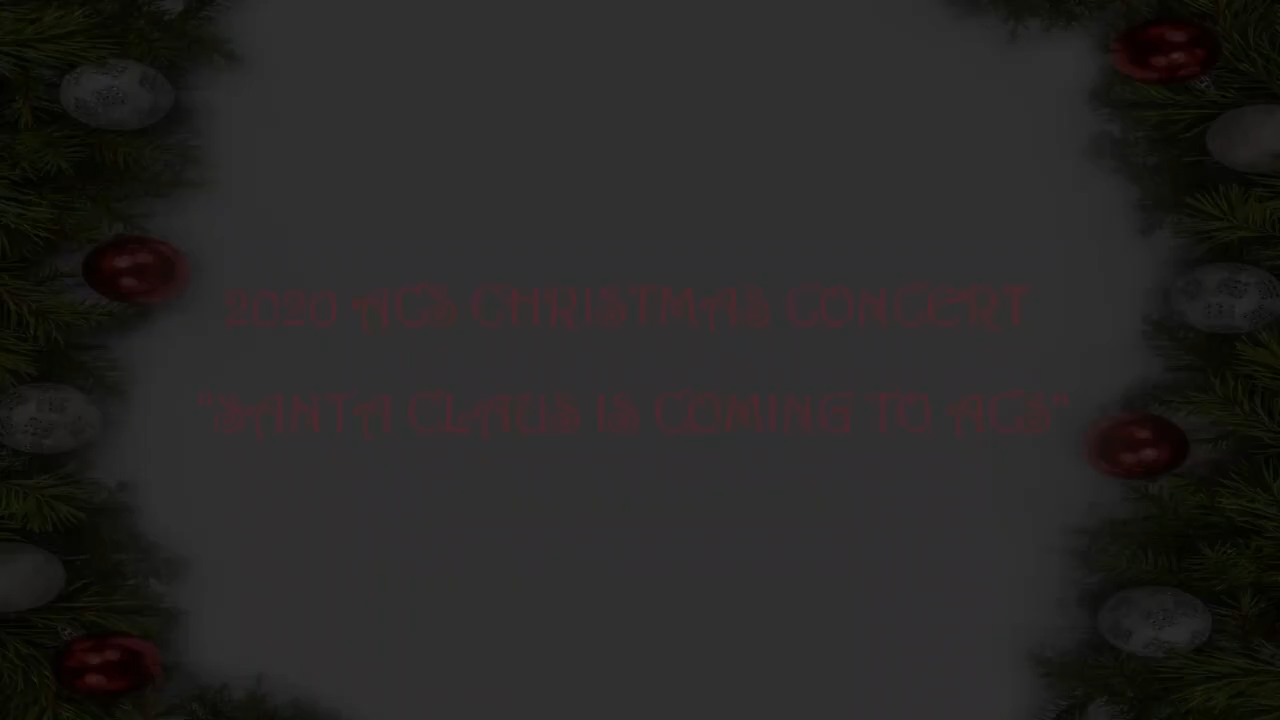 2020 ACS CHRISTMAS CONCERT
"SANTA CLAUS IS COMING TO ACS"